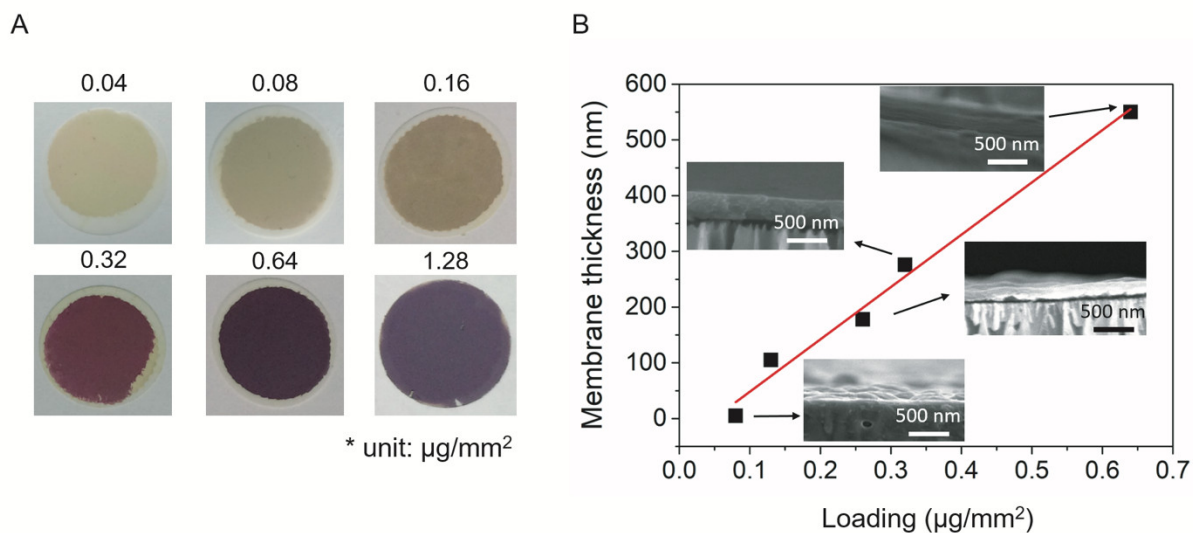 A
0.04 0.08 0.16
0.32 0.64 1.28
* unit: µg/mm²
B
Membrane thickness (nm)
600
500
400
300
200
100
0
500 nm
500 nm
500 nm
500 nm
0.0 0.1 0.2 0.3 0.4 0.5 0.6 0.7
Loading (µg/mm²)